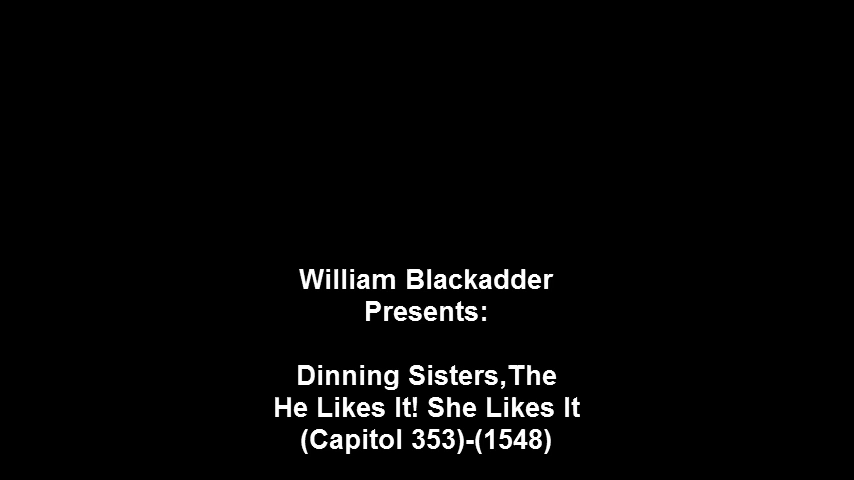 William Blackadder
Presents:
Dinning Sisters,The
He Likes It! She Likes It
(Capitol 353)-(1548)